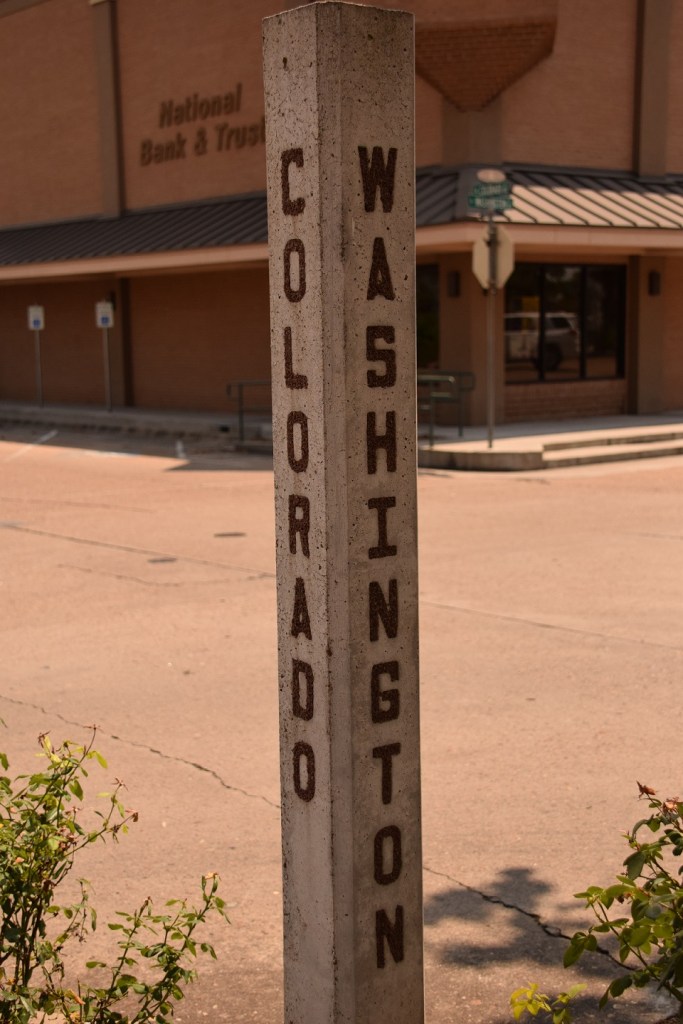 National
Bank & Trust
COLORADO
WASHINGTON